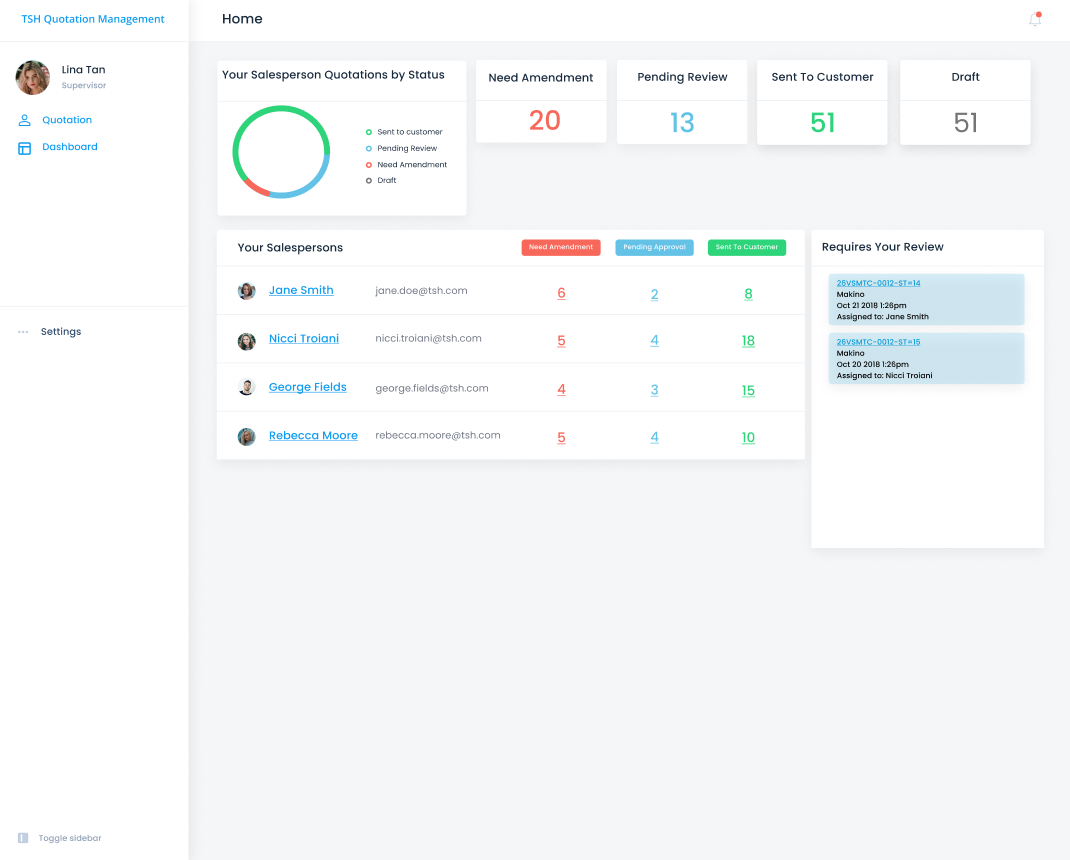 TSH Quotation Management
Home
Lina Tan
Supervisor
Quotation
Dashboard
Settings
Toggle sidebar
Your Salesperson Quotations by Status
Sent to customer
Pending Review
Need Amendment
Draft
Need Amendment
20
Pending Review
13
Sent To Customer
51
Draft
51
Your Salespersons Need Amendment Pending Approval Sent To Customer
Jane Smith jane.doe@tsh.com 6 2 8
Nicci Troiani nicci.troiani@tsh.com 5 4 18
George Fields george.fields@tsh.com 4 3 15
Rebecca Moore rebecca.moore@tsh.com 5 4 10
Requires Your Review
26VSMTC-0012-ST=14
Makino
Oct 21 2018 1:26pm
Assigned to: Jane Smith
26VSMTC-0012-ST=15
Makino
Oct 20 2018 1:26pm
Assigned to: Nicci Troiani